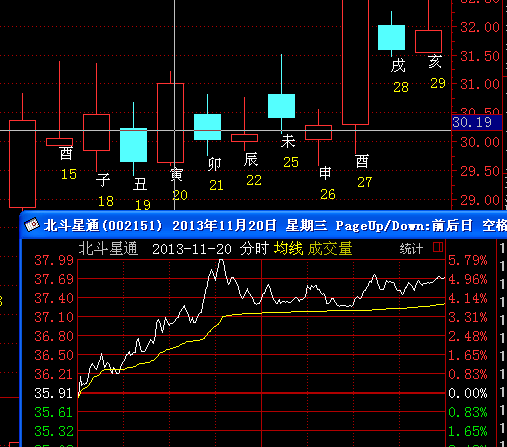 32.00
31.50
31.00
30.50
30.19
30.00
29.50
29.00
戌
28
亥
29
酉
15
子
18
丑
19
寅
20
卯
21
辰
22
未
25
申
26
酉
27
北斗星通(002151) 2013年11月20日 星期三 PageUp/Down:前后日 空格
北斗星通 2013-11-20 分时 均线 成交量 统计
37.99 5.79%
37.69 4.96%
37.40 4.14%
37.10 3.31%
36.80 2.48%
36.50 1.65%
36.21 0.83%
35.91 0.00%
35.61 0.83%
35.32 1.65%